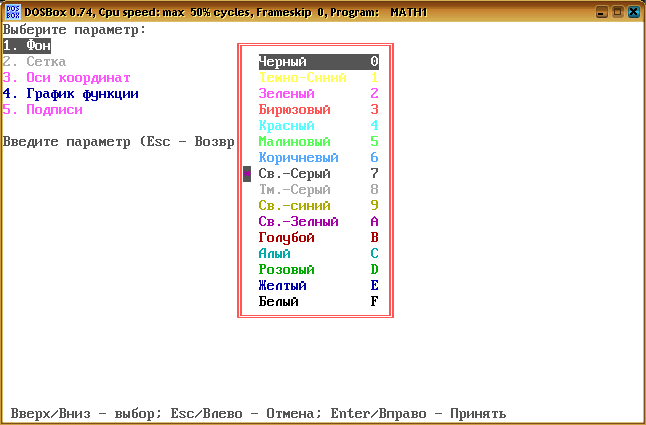 DOS
BOX
DOSBox 0.74, Cpu speed: max 50% cycles, Frameskip 0, Program: MATH1
Выберите параметр:
1. Фон
2. Сетка
3. Оси координат
4. График функции
5. Подписи
Введите параметр (Esc - Возвр
Черный 0
Темно-Синий 1
Зеленый 2
Бирюзовый 3
Красный 4
Малиновый 5
Коричневый 6
Св.-Серый 7
Тм.-Серый 8
Св.-синий 9
Св.-Зелный A
Голубой B
Алый C
Розовый D
Желтый E
Белый F
Вверх/Вниз - выбор; Esc/Влево - Отмена; Enter/Вправо - Принять